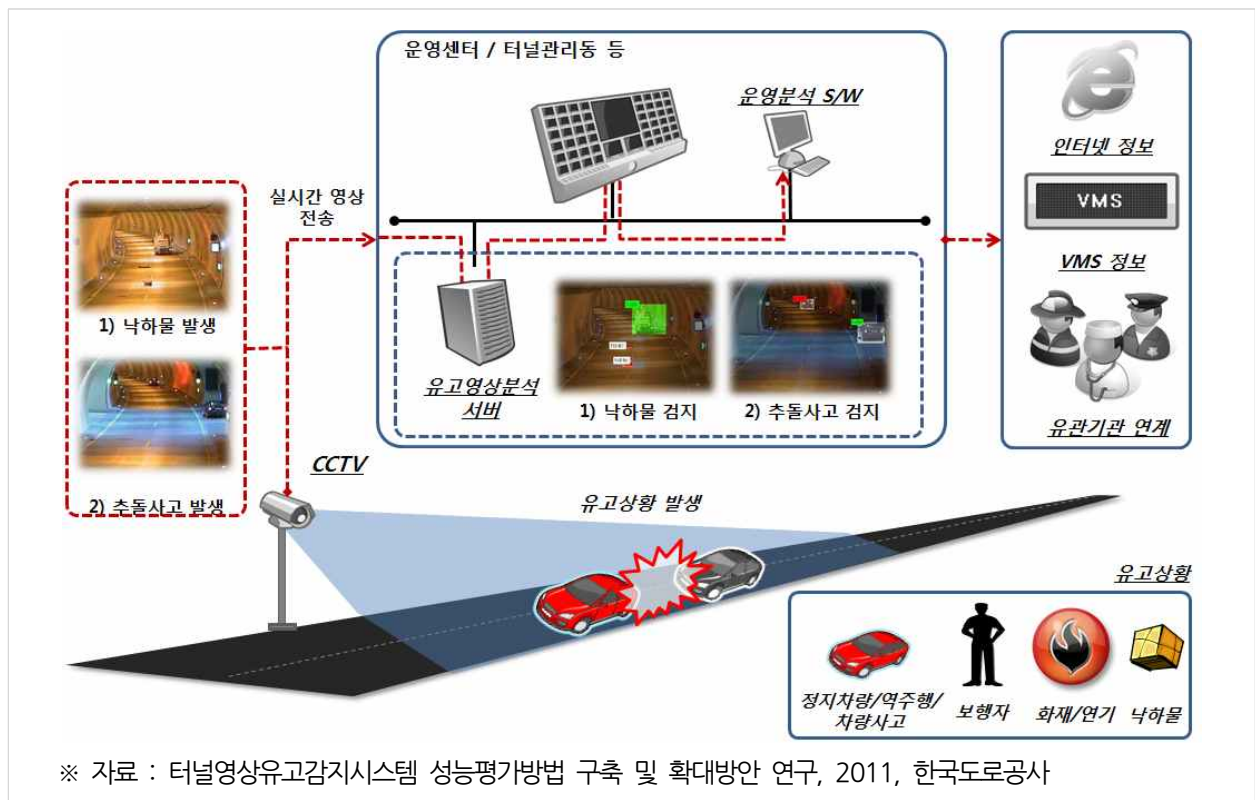 운영센터 / 터널관리동 등
운영분석 S/W
인터넷 정보
VMS
VMS 정보
유관기관 연계
실시간 영상
전송
1) 낙하물 발생
2) 추돌사고 발생
유고영상분석
서버
1) 낙하물 검지
2) 추돌사고 검지
CCTV
유고상황 발생
유고상황
정지차량/역주행/
차량사고
보행자
화재/연기
낙하물
※ 자료 : 터널영상유고감지시스템 성능평가방법 구축 및 확대방안 연구, 2011, 한국도로공사